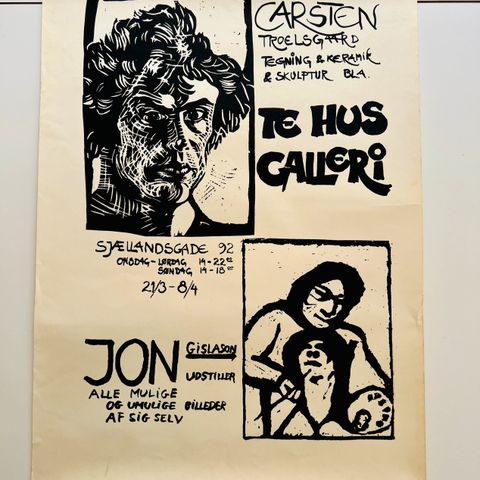 CARSTEN
TROELSGAARD
TEGNING & KERAMIK
& SKULPTUR BLA.
TE HUS
GALLERi
SJÆLLANDSGADE 92
ONSDAG - LØRDAG 14-22
SØNDAG 14-18
21/3 - 8/4
JON GiSLASON
UDSTILLER
ALLE MULIGE
OG UMULIGE BILLEDER
AF SIG SELV